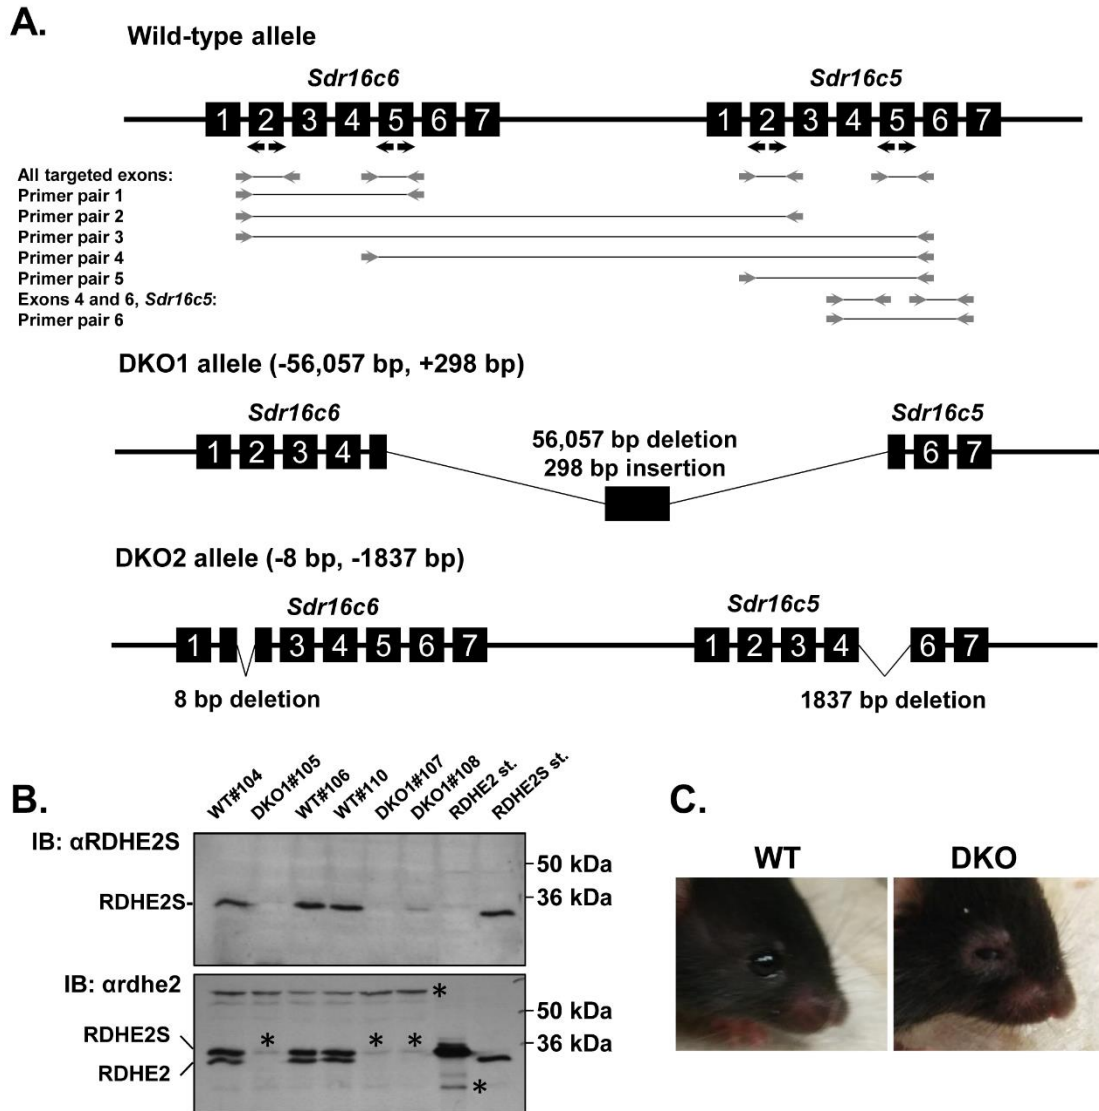 A.
Wild-type allele
Sdr16c6 Sdr16c5
1 2 3 4 5 6 7 1 2 3 4 5 6 7
All targeted exons:
Primer pair 1
Primer pair 2
Primer pair 3
Primer pair 4
Primer pair 5
Exons 4 and 6, Sdr16c5:
Primer pair 6
DKO1 allele (-56,057 bp, +298 bp)
Sdr16c6 Sdr16c5
1 2 3 4 6 7
56,057 bp deletion
298 bp insertion
DKO2 allele (-8 bp, -1837 bp)
Sdr16c6 Sdr16c5
1 3 4 5 6 7 1 2 3 4 6 7
8 bp deletion 1837 bp deletion
B.
WT#104 DKO1#105 WT#106 WT#110 DKO1#107 DKO1#108 RDHE2 st. RDHE2S st.
IB: αRDHE2S
50 kDa
RDHE2S- 36 kDa
IB: αrdhe2
*
50 kDa
RDHE2S * * * 36 kDa
RDHE2
*
C.
WT DKO